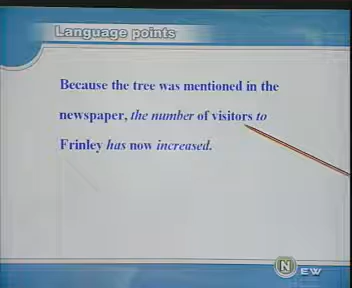 Language points
Because the tree was mentioned in the
newspaper, the number of visitors to
Frinley has now increased.
N EW